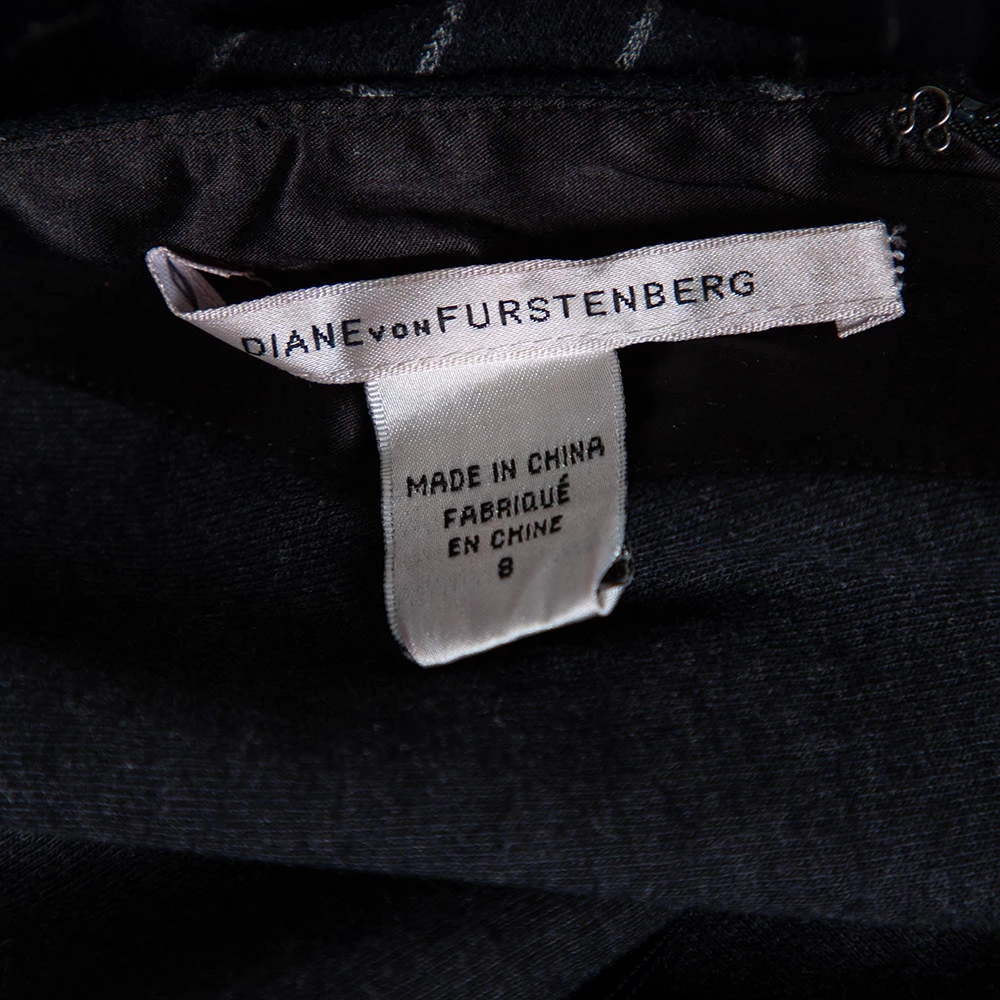 DIANE VON FURSTENBERG
MADE IN CHINA
FABRIQUÉ
EN CHINE
8